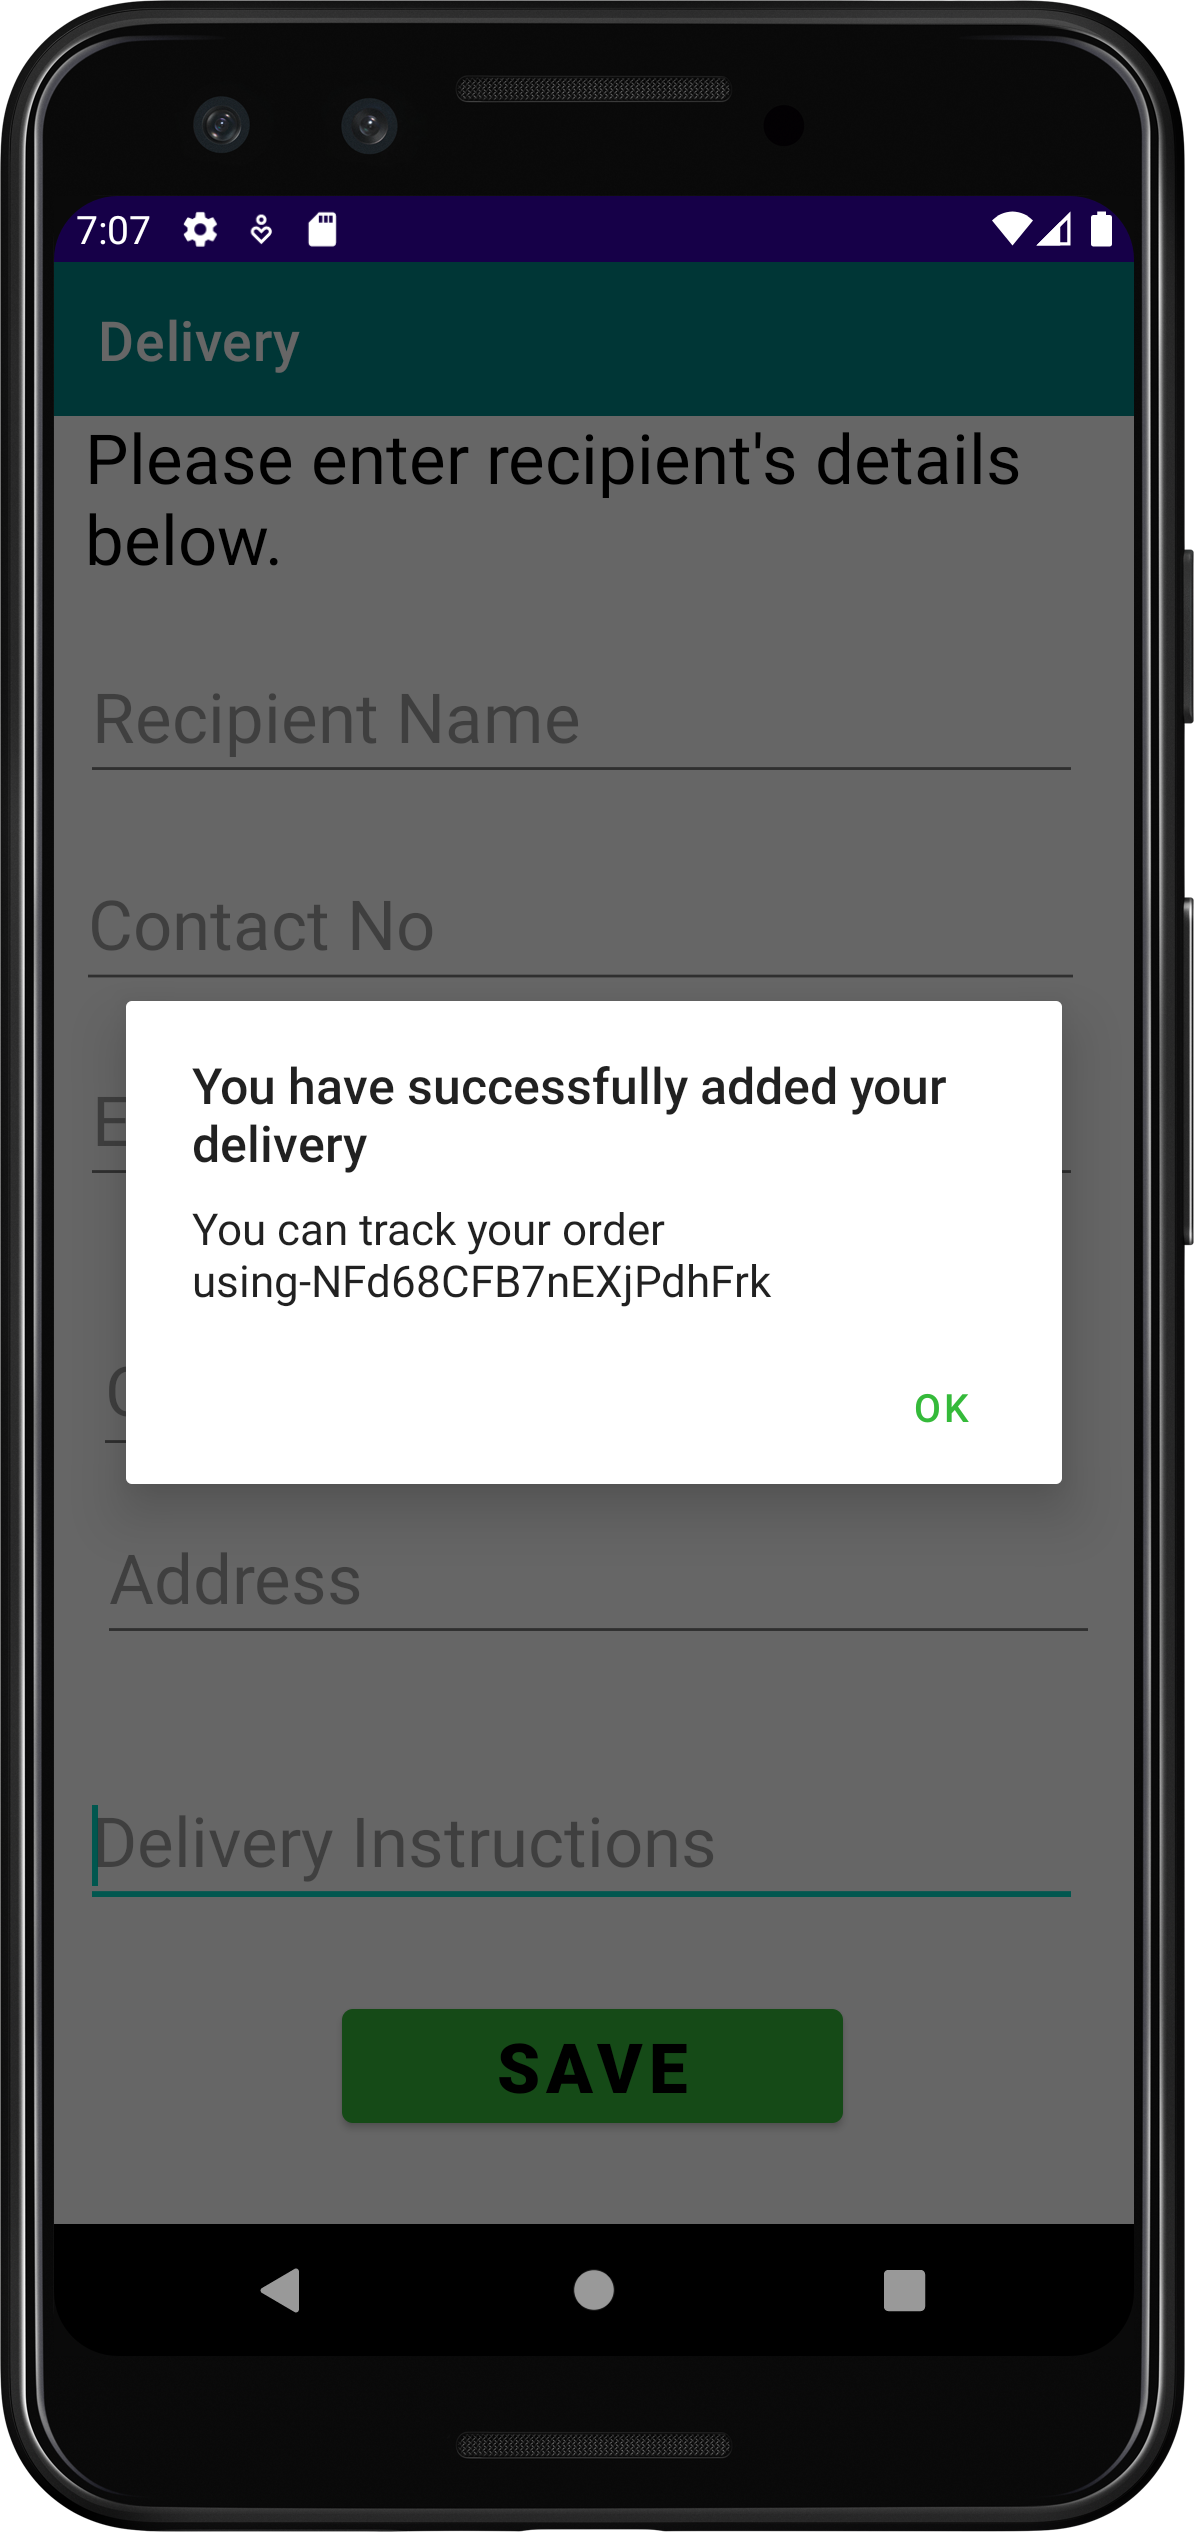 7:07
Delivery
Please enter recipient's details
below.
Recipient Name
Contact No
E
You have successfully added your
delivery
You can track your order
using-NFd68CFB7nEXjPdhFrk
OK
Address
Delivery Instructions
SAVE